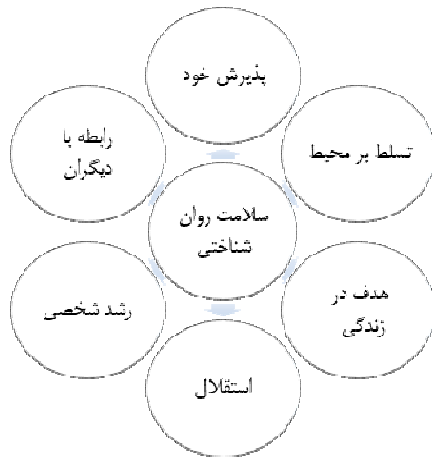 پذیرش خود
تسلط بر محیط
رابطه با
دیگران
سلامت روان
شناختی
هدف در
زندگی
رشد شخصی
استقلال